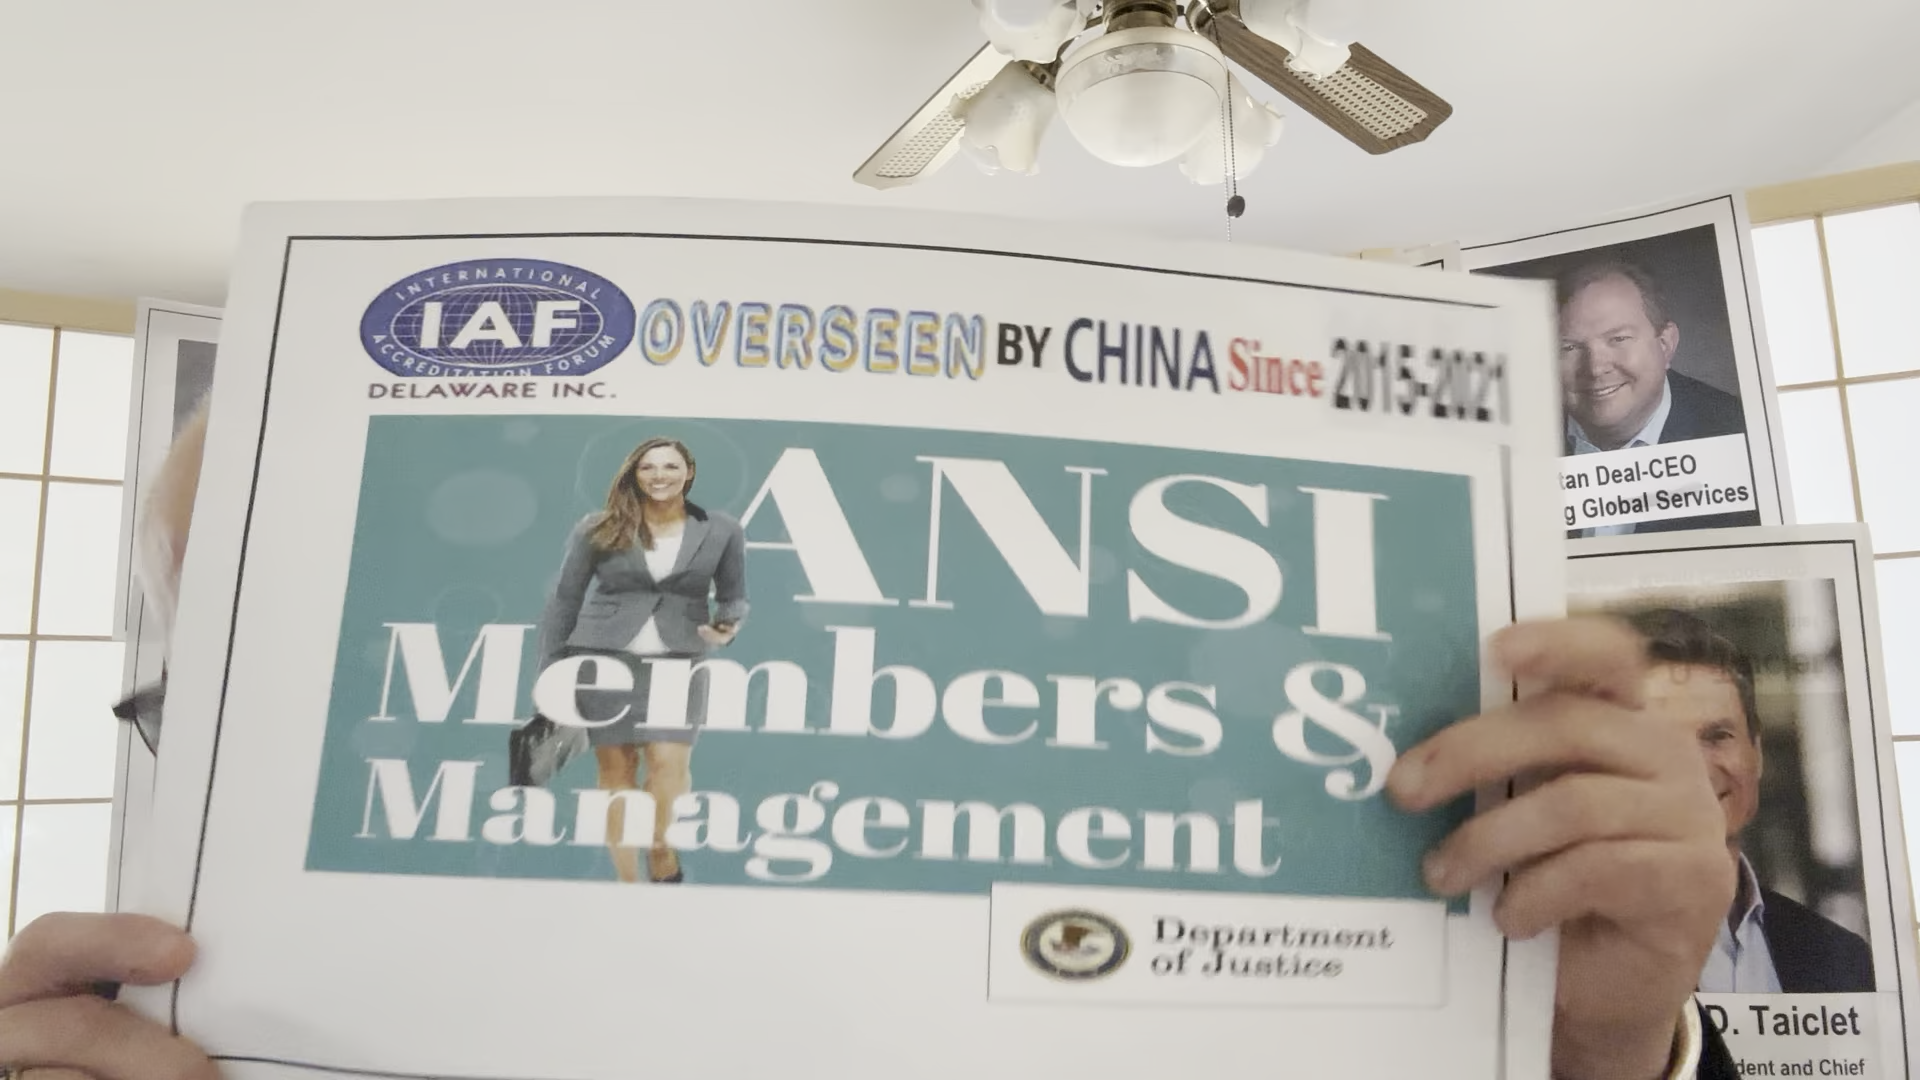 INTERNATIONAL
IAF
ACCREDITATION FORUM
DELAWARE INC.
OVERSEEN BY CHINA Since 2015-2021
ANSI
Members &
Management
Department
of Justice
tan Deal-CEO
g Global Services
D. Taiclet
dent and Chief